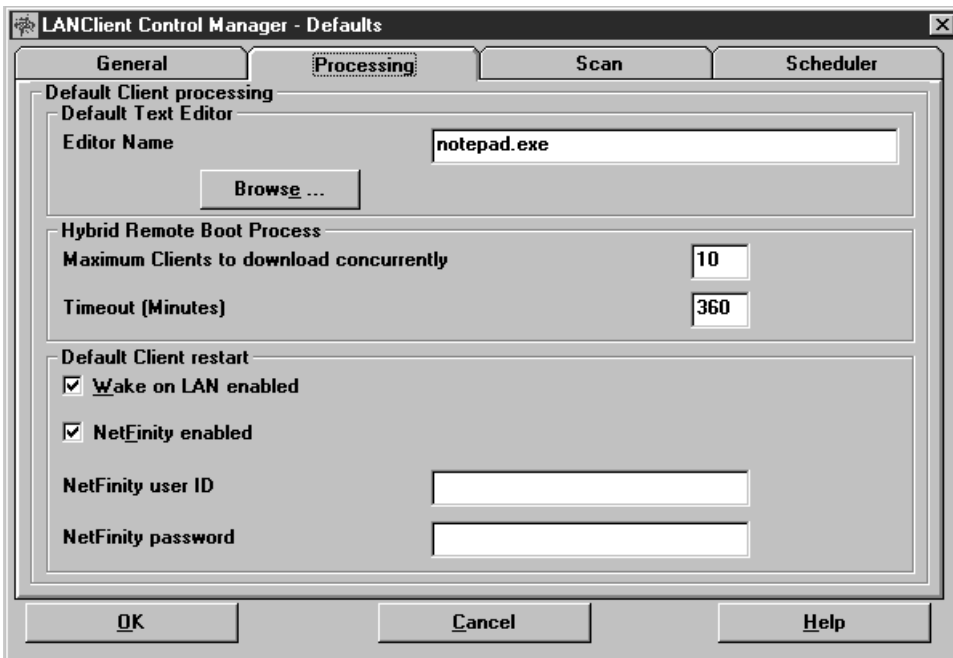 LANClient Control Manager - Defaults
General Processing Scan Scheduler
Default Client processing
Default Text Editor
Editor Name notepad.exe
Browse ...
Hybrid Remote Boot Process
Maximum Clients to download concurrently 10
Timeout (Minutes) 360
Default Client restart
Wake on LAN enabled
NetFinity enabled
NetFinity user ID
NetFinity password
OK Cancel Help